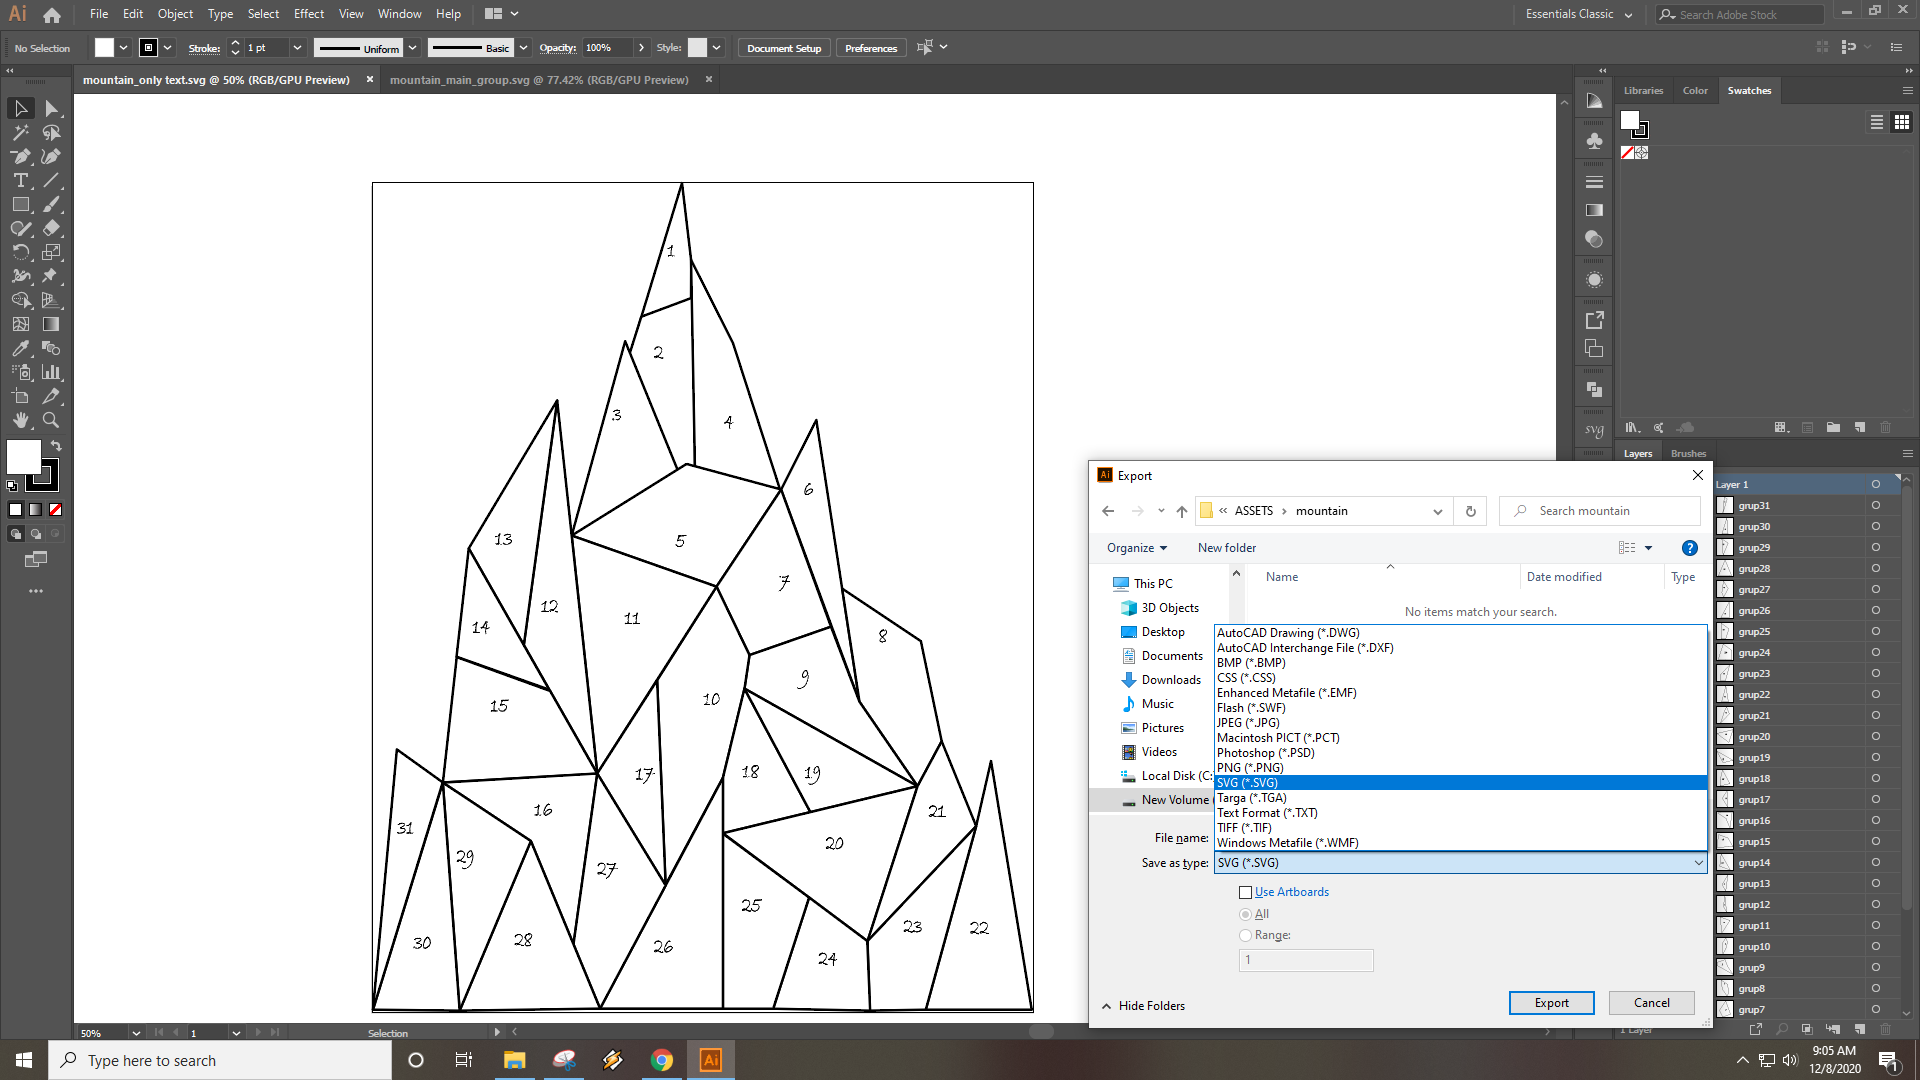 Ai File Edit Object Type Select Effect View Window Help Essentials Classic Search Adobe Stock
No Selection Stroke: 1 pt Uniform Basic Opacity: 100% Style: Document Setup Preferences
mountain_only text.svg @ 50% (RGB/GPU Preview) mountain_main_group.svg @ 77.42% (RGB/GPU Preview)
Libraries Color Swatches
svg
Layers Brushes
Layer 1
grup31
grup30
grup29
grup28
grup27
grup26
grup25
grup24
grup23
grup22
grup21
grup20
grup19
grup18
grup17
grup16
grup15
grup14
grup13
grup12
grup11
grup10
grup9
grup8
grup7
1 Layer
1
2
3
4
6
13
5
7
12
11
14
8
9
10
15
17
18
19
16
21
31
20
29
27
25
23
22
28
30
26
24
Export
ASSETS mountain Search mountain
Organize New folder
This PC
3D Objects
Desktop
Documents
Downloads
Music
Pictures
Videos
Local Disk (C:
New Volume
Name Date modified Type
No items match your search.
AutoCAD Drawing (*.DWG)
AutoCAD Interchange File (*.DXF)
BMP (*.BMP)
CSS (*.CSS)
Enhanced Metafile (*.EMF)
Flash (*.SWF)
JPEG (*.JPG)
Macintosh PICT (*.PCT)
Photoshop (*.PSD)
PNG (*.PNG)
SVG (*.SVG)
Targa (*.TGA)
Text Format (*.TXT)
TIFF (*.TIF)
Windows Metafile (*.WMF)
File name:
Save as type: SVG (*.SVG)
Use Artboards
All
Range:
1
Hide Folders Export Cancel
50% 1 Selection
Type here to search
9:05 AM
12/8/2020
1